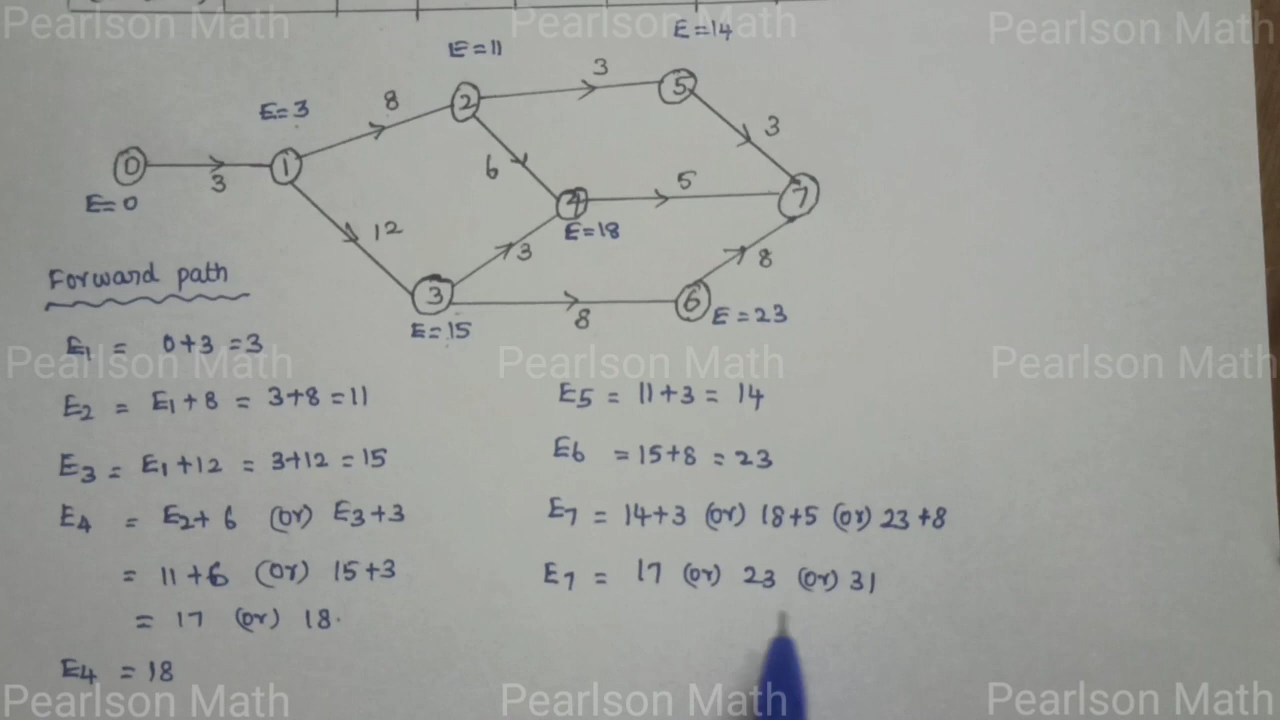 Pearlson Math Pearlson Math Pearlson Math
E=14
E=11
3
5
E=3
8
2
3
0
3
1
6
5
7
E=0
4
12
E=18
3
8
Forward path
3
6
E=23
E=15
8
E1 = 0+3 =3
Pearlson Math Pearlson Math Pearlson Math
E2 = E1+8 = 3+8 =11
E5 = 11+3 = 14
E3 = E1+12 = 3+12 =15
E6 =15+8 =23
E4 = E2+6 (or) E3+3
E7 = 14+3 (or) 18+5 (or) 23+8
= 11+6 (or) 15+3
E7 = 17 (or) 23 (or) 31
= 17 (or) 18.
E4 =18
Pearlson Math Pearlson Math Pearlson Math